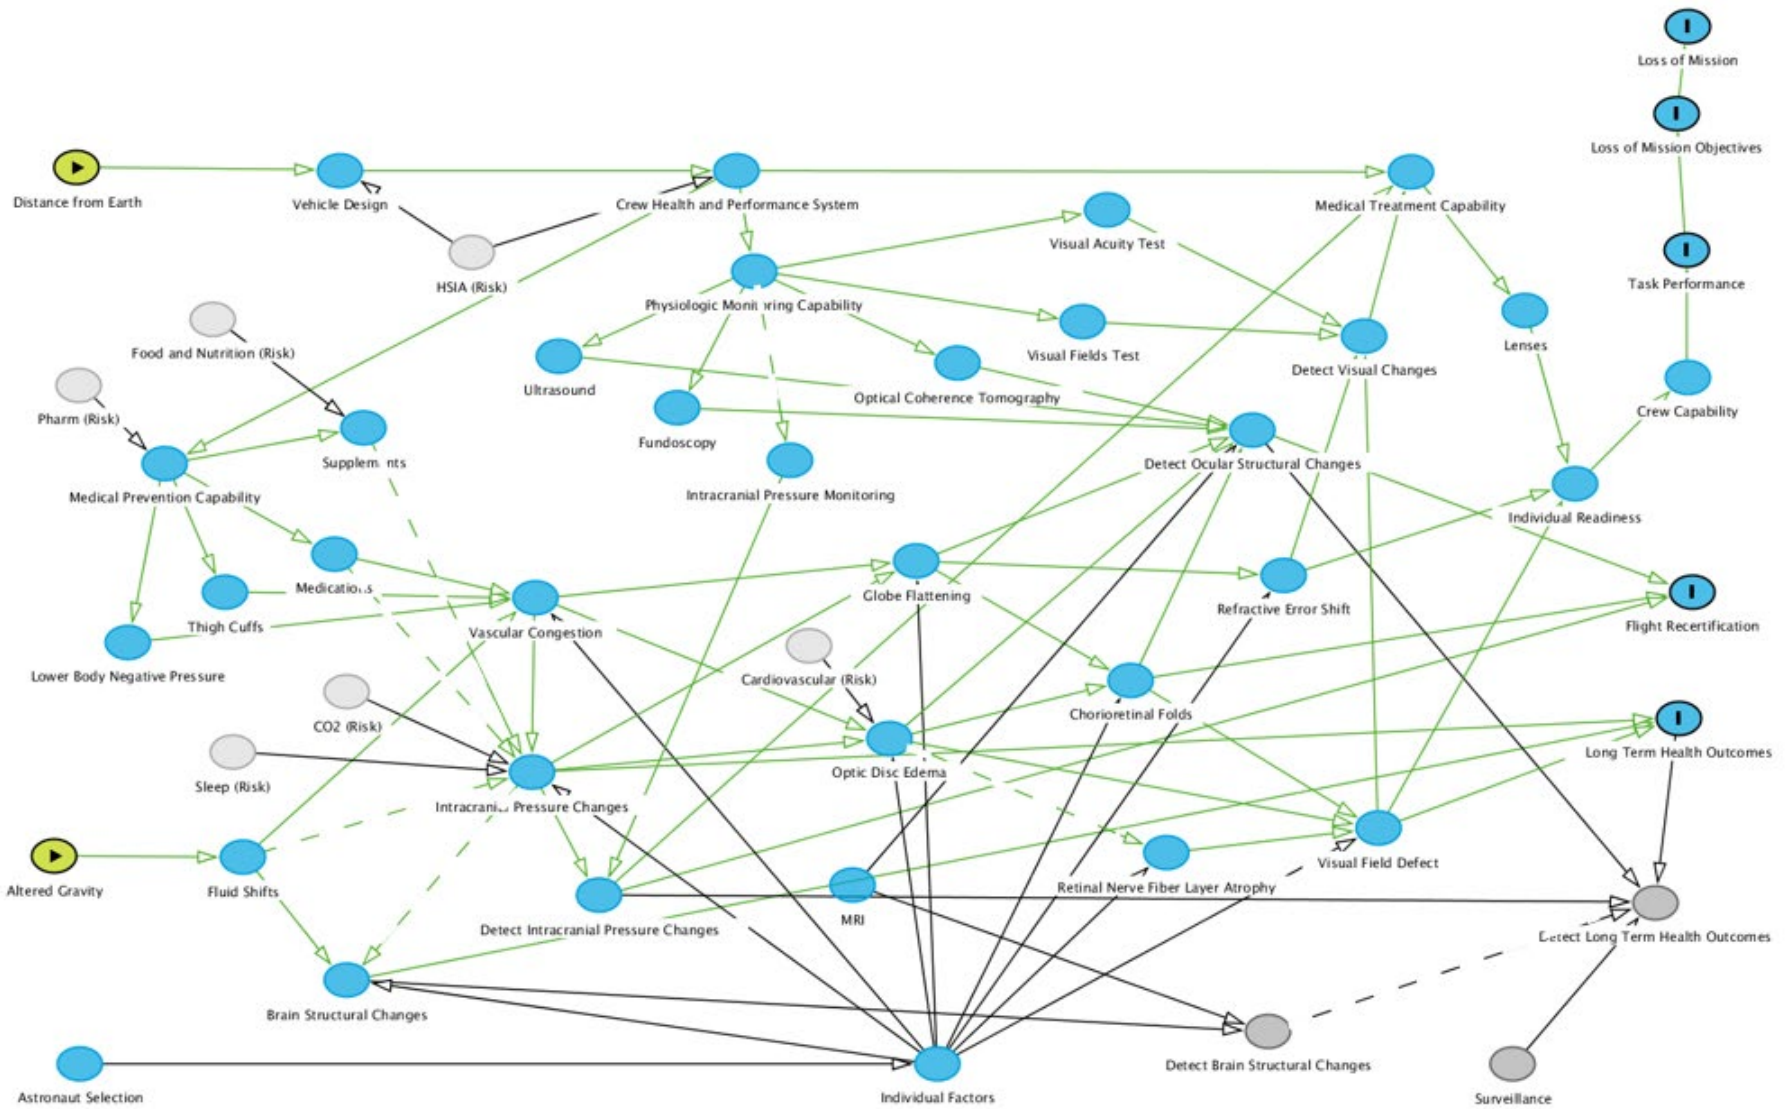 Loss of Mission
Loss of Mission Objectives
Distance from Earth
Vehicle Design
Crew Health and Performance System
Medical Treatment Capability
Visual Acuity Test
HSIA (Risk)
Task Performance
Physiologic Monitoring Capability
Food and Nutrition (Risk)
Visual Fields Test
Lenses
Ultrasound
Detect Visual Changes
Optical Coherence Tomography
Pharm (Risk)
Crew Capability
Fundoscopy
Supplements
Detect Ocular Structural Changes
Medical Prevention Capability
Intracranial Pressure Monitoring
Individual Readiness
Medications
Globe Flattening
Refractive Error Shift
Thigh Cuffs
Vascular Congestion
Flight Recertification
Lower Body Negative Pressure
Cardiovascular (Risk)
Chorioretinal Folds
CO2 (Risk)
Long Term Health Outcomes
Optic Disc Edema
Sleep (Risk)
Intracranial Pressure Changes
Visual Field Defect
Altered Gravity
Fluid Shifts
Retinal Nerve Fiber Layer Atrophy
MRI
Detect Intracranial Pressure Changes
Detect Long Term Health Outcomes
Brain Structural Changes
Detect Brain Structural Changes
Astronaut Selection
Individual Factors
Surveillance